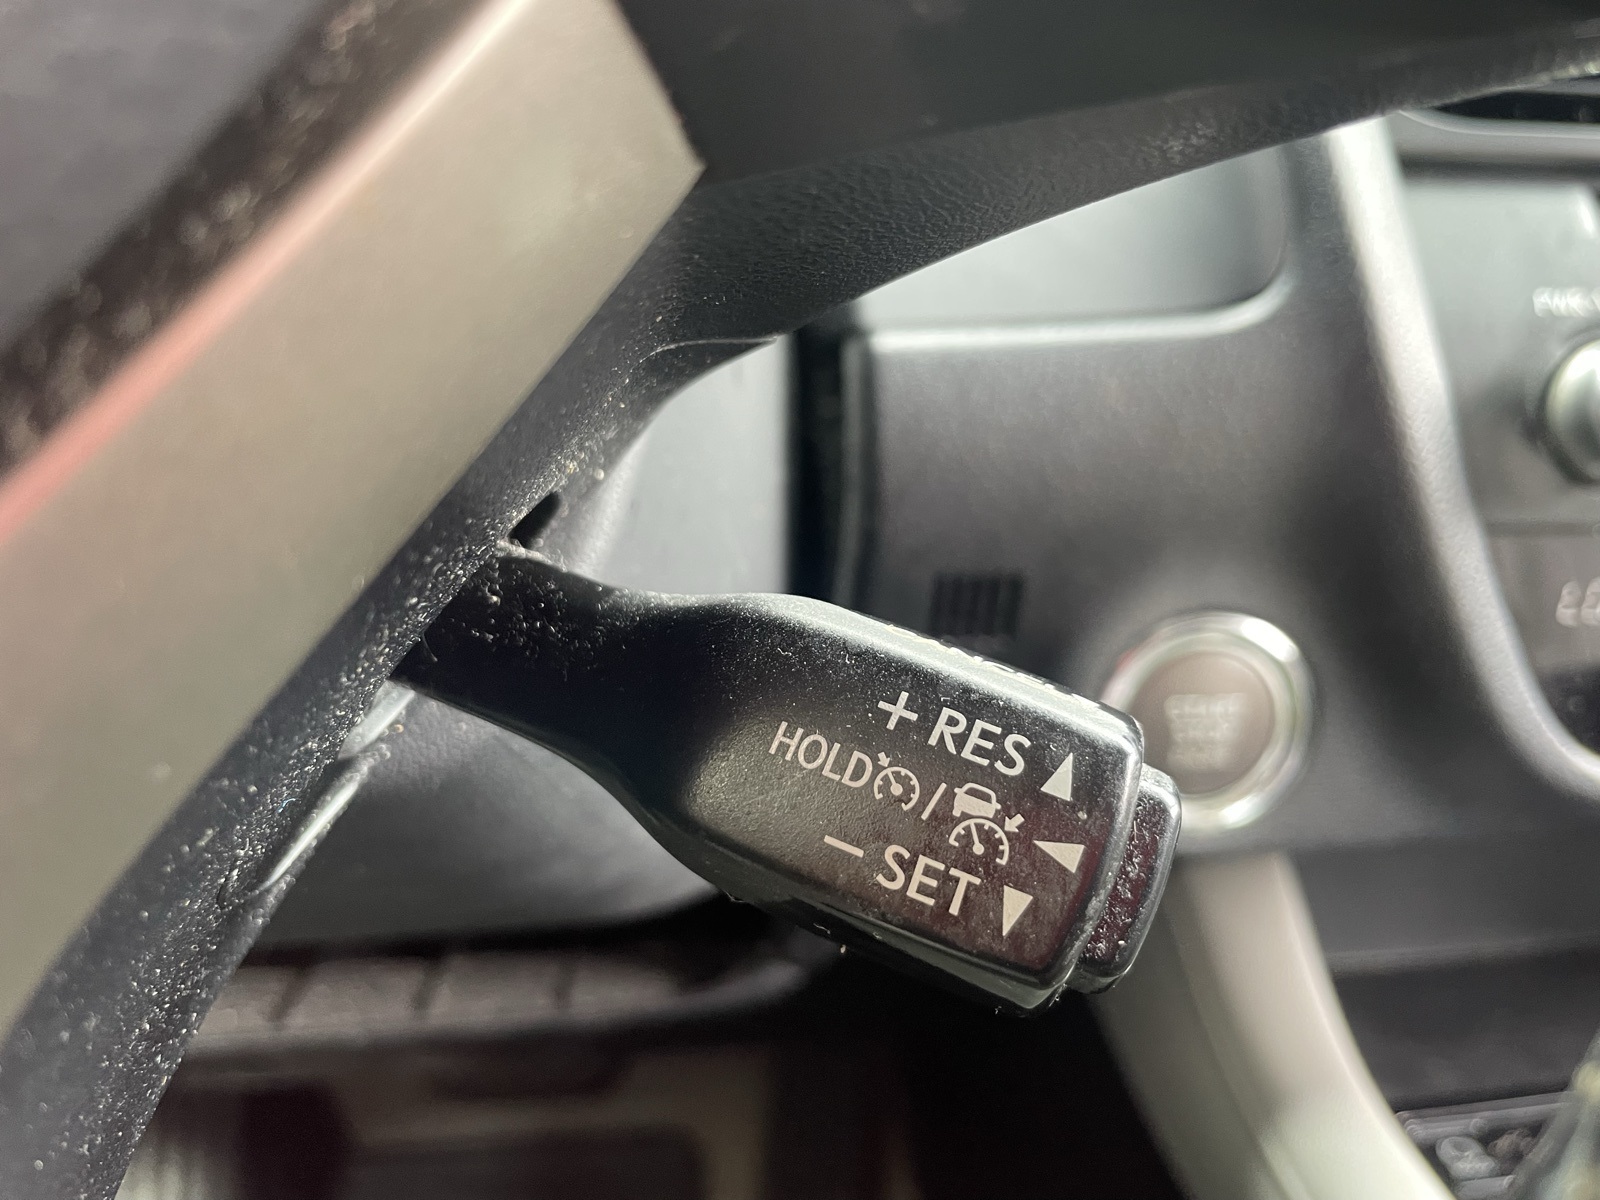 + RES
HOLD /
− SET